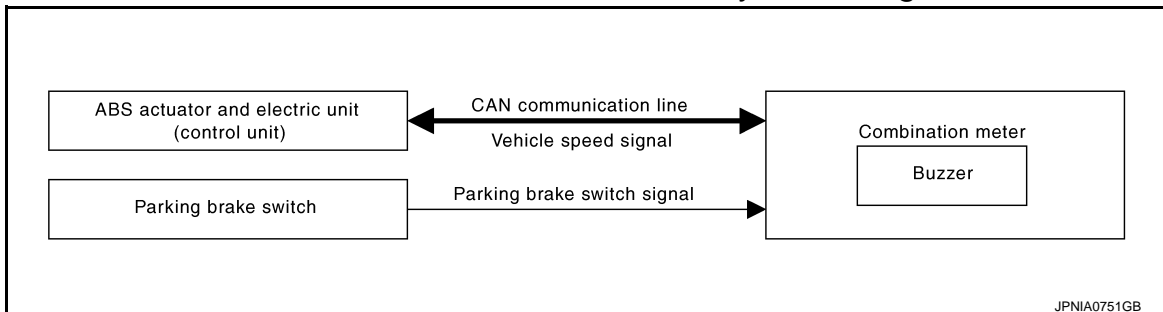 ABS actuator and electric unit
(control unit)
CAN communication line
Vehicle speed signal
Combination meter
Buzzer
Parking brake switch
Parking brake switch signal
JPNIA0751GB